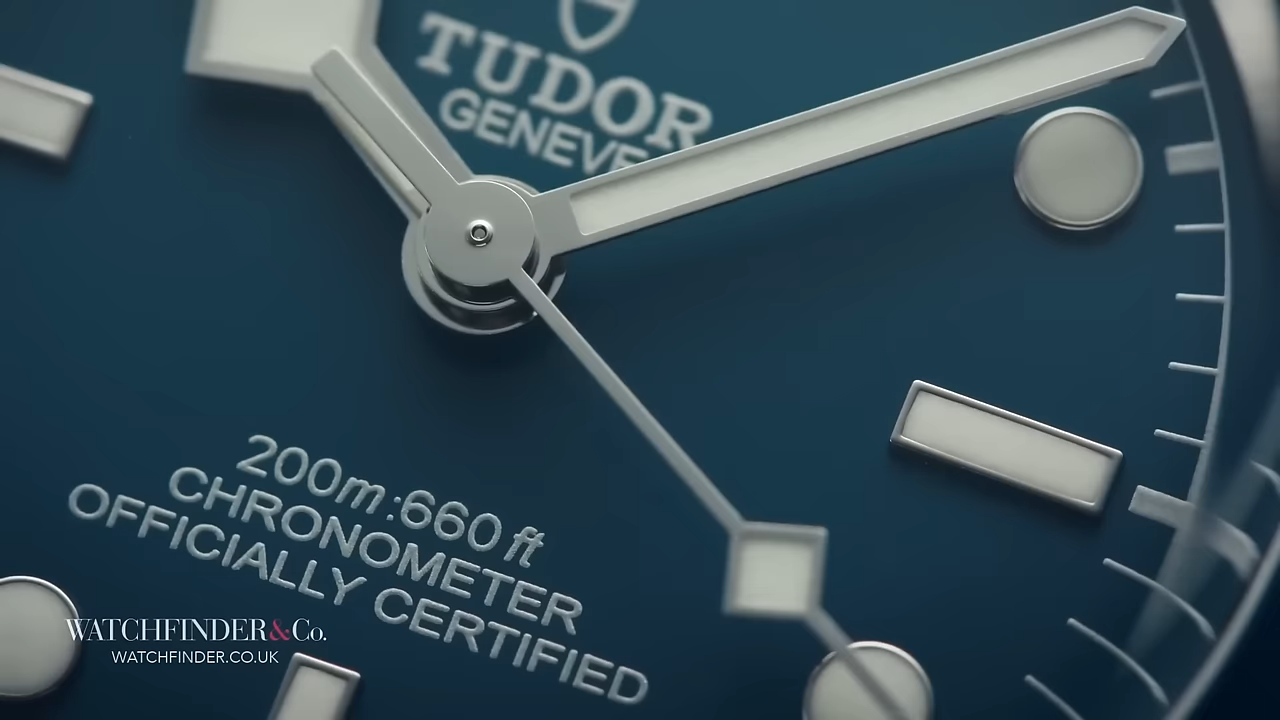 TUDOR
GENEVE
200m:660ft
CHRONOMETER
OFFICIALLY CERTIFIED
WATCHFINDER&Co.
WATCHFINDER.CO.UK